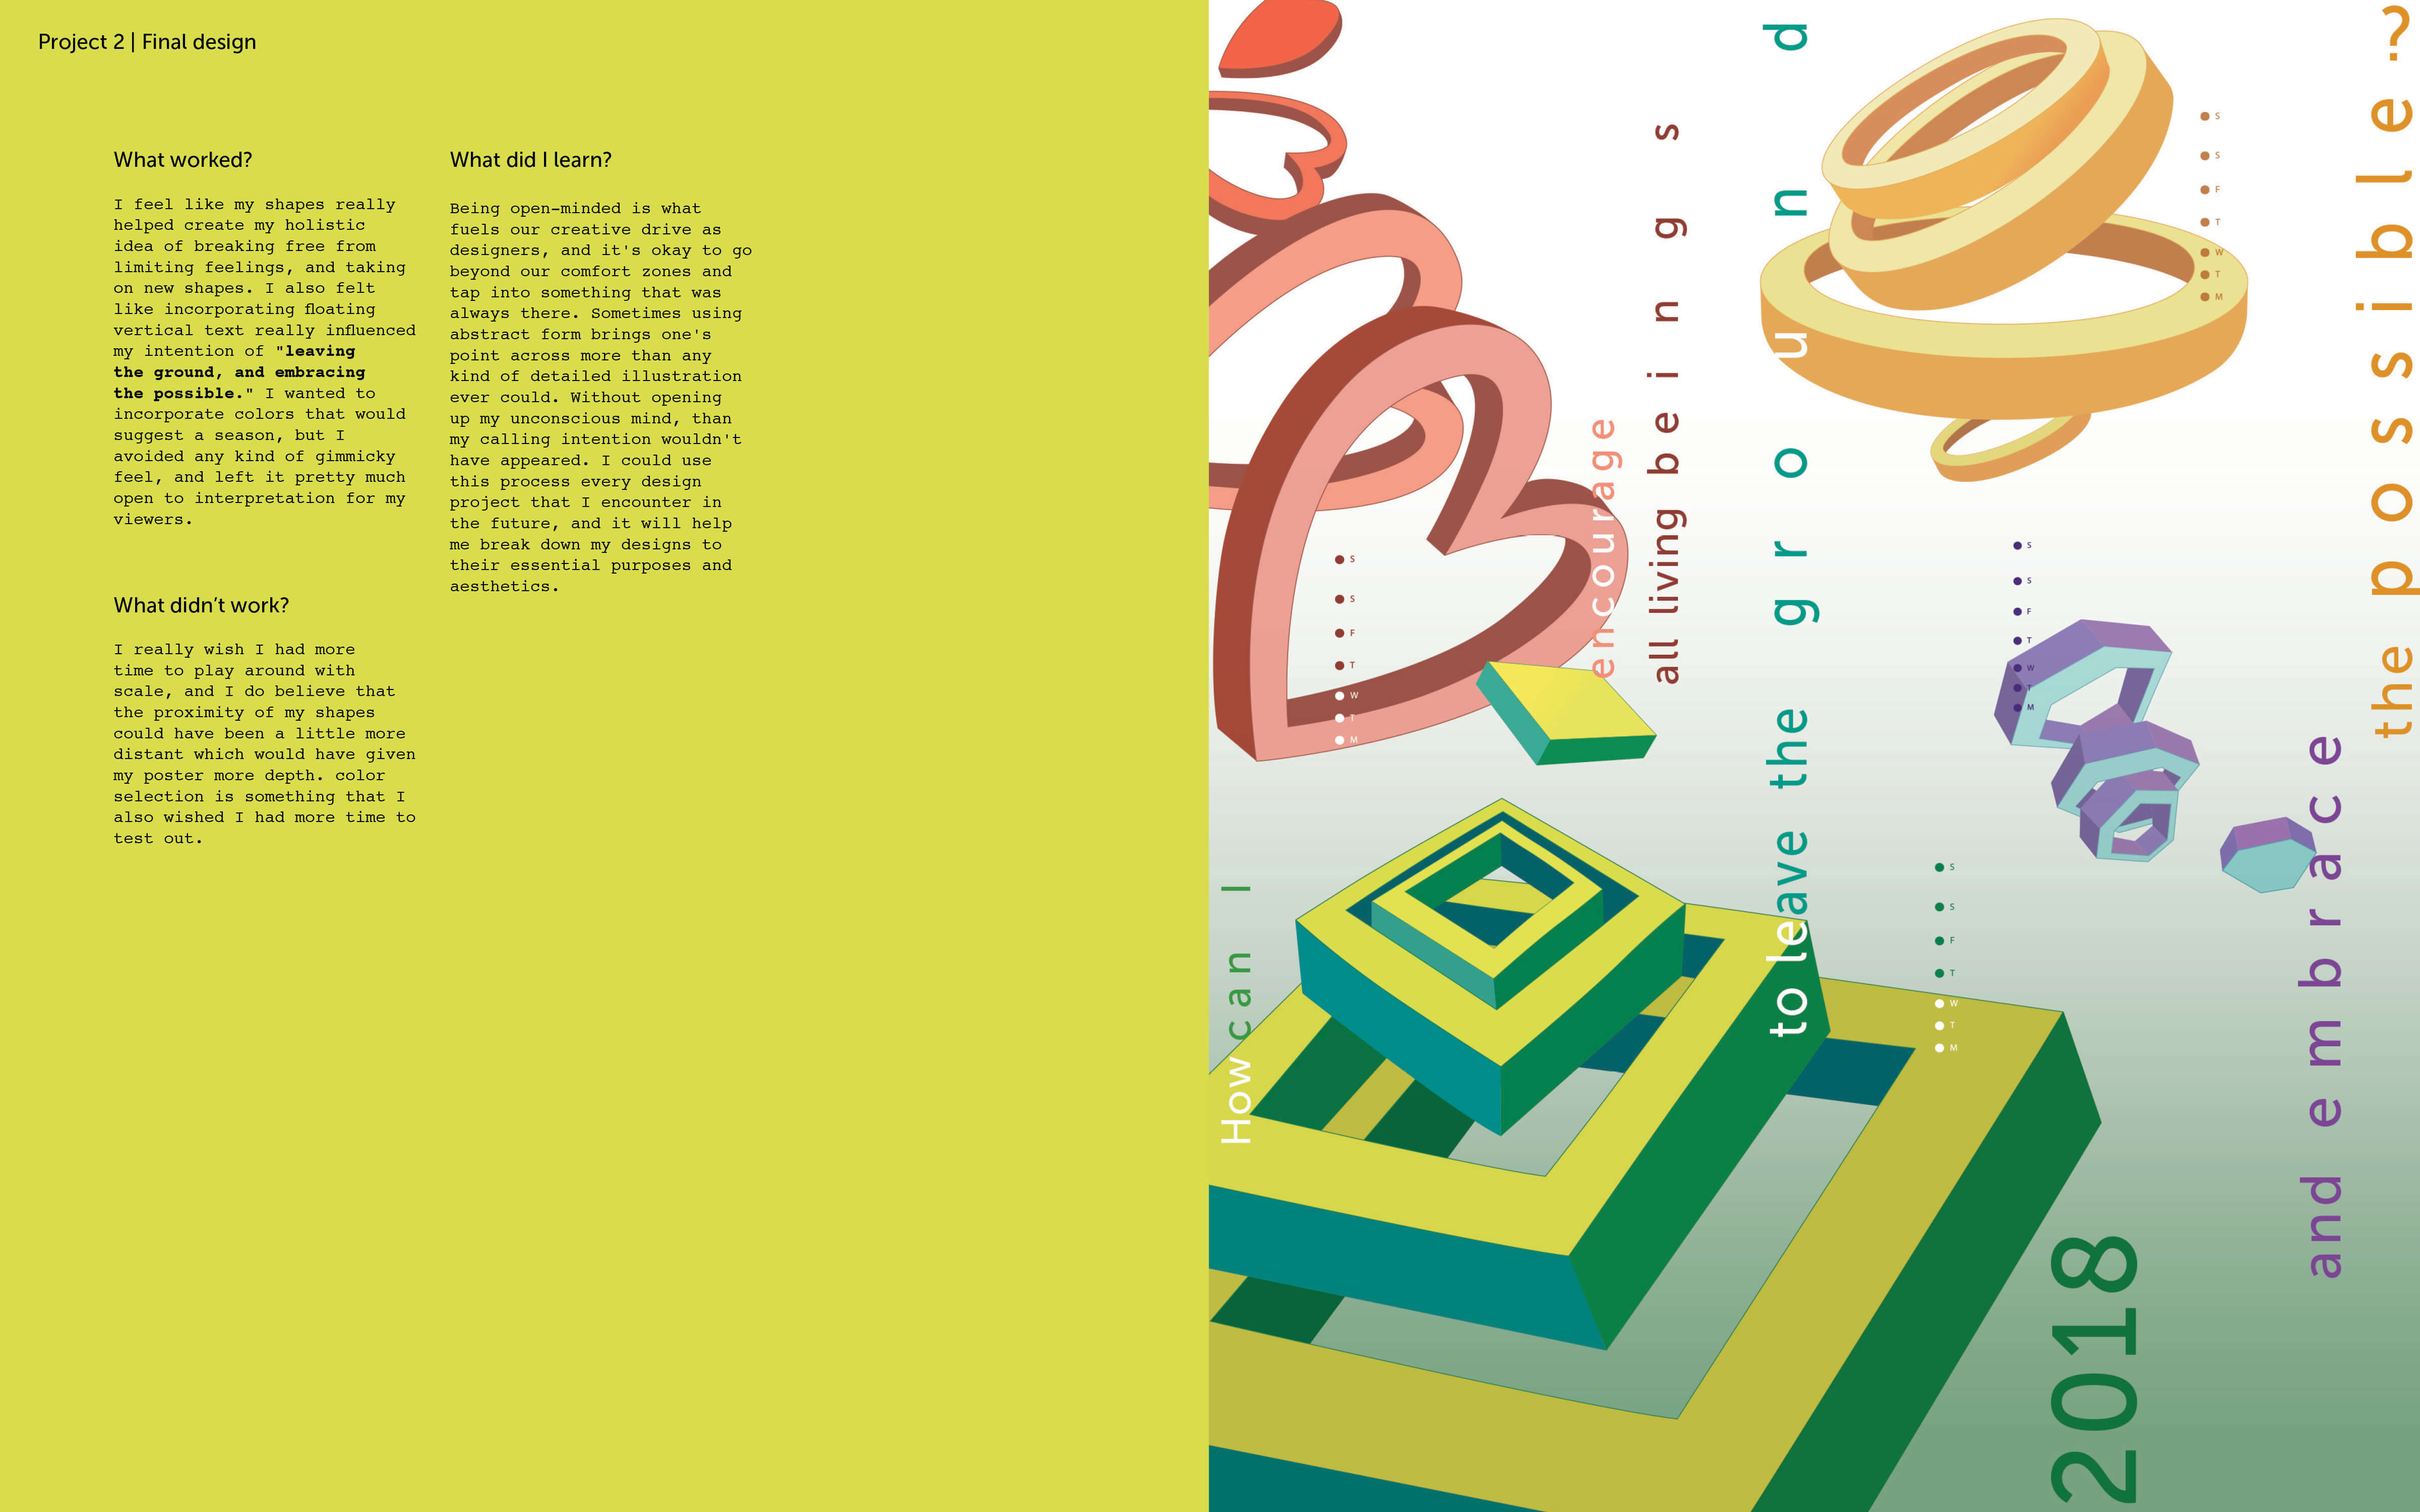 Project 2 | Final design
What worked?
I feel like my shapes really
helped create my holistic
idea of breaking free from
limiting feelings, and taking
on new shapes. I also felt
like incorporating floating
vertical text really influenced
my intention of "leaving
the ground, and embracing
the possible." I wanted to
incorporate colors that would
suggest a season, but I
avoided any kind of gimmicky
feel, and left it pretty much
open to interpretation for my
viewers.
What didn't work?
I really wish I had more
time to play around with
scale, and I do believe that
the proximity of my shapes
could have been a little more
distant which would have given
my poster more depth. color
selection is something that I
also wished I had more time to
test out.
What did I learn?
Being open-minded is what
fuels our creative drive as
designers, and it's okay to go
beyond our comfort zones and
tap into something that was
always there. Sometimes using
abstract form brings one's
point across more than any
kind of detailed illustration
ever could. Without opening
up my unconscious mind, than
my calling intention wouldn't
have appeared. I could use
this process every design
project that I encounter in
the future, and it will help
me break down my designs to
their essential purposes and
aesthetics.
How can I
encourage
all living beings
to leave the ground
and embrace
the possible?
2018
S
S
F
T
W
T
M
S
S
F
T
W
T
M
S
S
F
T
W
T
M
S
S
F
T
W
T
M